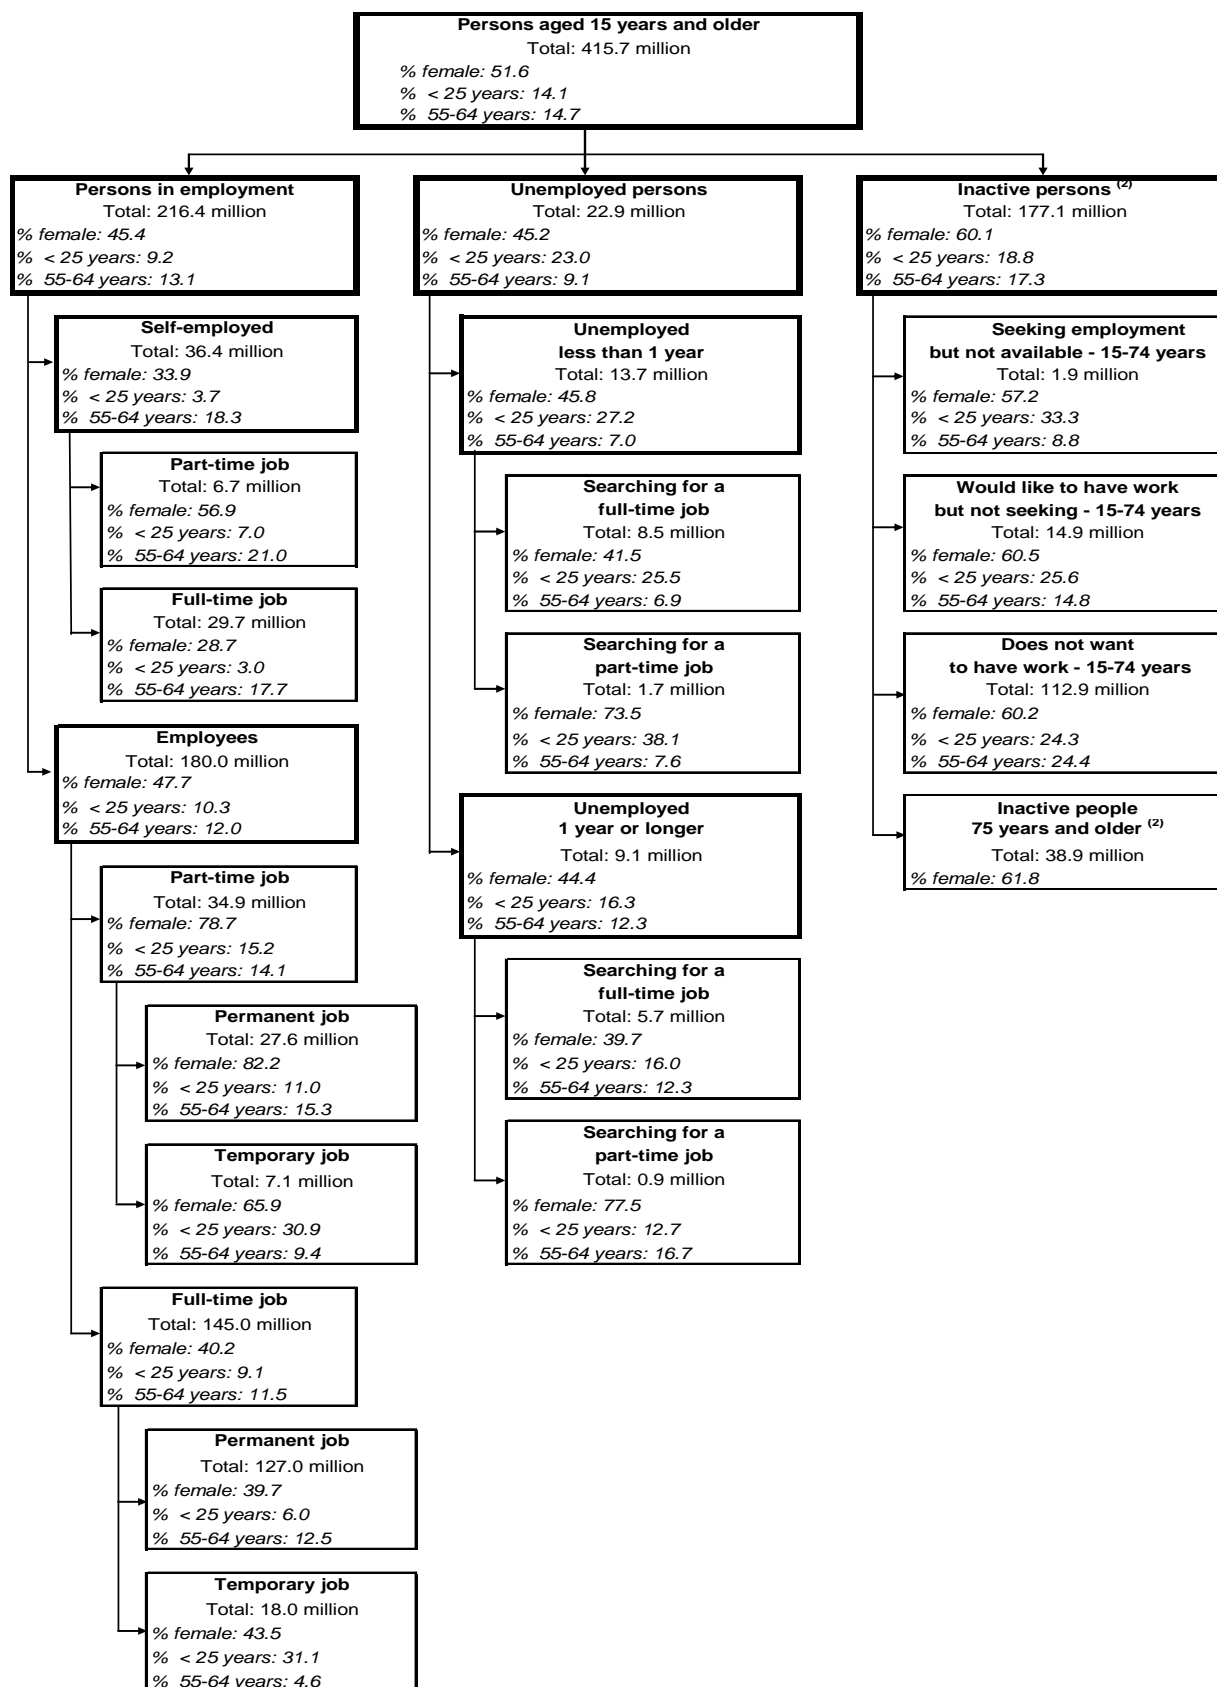 Persons aged 15 years and older
Total: 415.7 million
% female: 51.6
% < 25 years: 14.1
% 55-64 years: 14.7
Persons in employment
Total: 216.4 million
% female: 45.4
% < 25 years: 9.2
% 55-64 years: 13.1
Self-employed
Total: 36.4 million
% female: 33.9
% < 25 years: 3.7
% 55-64 years: 18.3
Part-time job
Total: 6.7 million
% female: 56.9
% < 25 years: 7.0
% 55-64 years: 21.0
Full-time job
Total: 29.7 million
% female: 28.7
% < 25 years: 3.0
% 55-64 years: 17.7
Employees
Total: 180.0 million
% female: 47.7
% < 25 years: 10.3
% 55-64 years: 12.0
Part-time job
Total: 34.9 million
% female: 78.7
% < 25 years: 15.2
% 55-64 years: 14.1
Permanent job
Total: 27.6 million
% female: 82.2
% < 25 years: 11.0
% 55-64 years: 15.3
Temporary job
Total: 7.1 million
% female: 65.9
% < 25 years: 30.9
% 55-64 years: 9.4
Full-time job
Total: 145.0 million
% female: 40.2
% < 25 years: 9.1
% 55-64 years: 11.5
Permanent job
Total: 127.0 million
% female: 39.7
% < 25 years: 6.0
% 55-64 years: 12.5
Temporary job
Total: 18.0 million
% female: 43.5
% < 25 years: 31.1
% 55-64 years: 4.6
Unemployed persons
Total: 22.9 million
% female: 45.2
% < 25 years: 23.0
% 55-64 years: 9.1
Unemployed
less than 1 year
Total: 13.7 million
% female: 45.8
% < 25 years: 27.2
% 55-64 years: 7.0
Searching for a
full-time job
Total: 8.5 million
% female: 41.5
% < 25 years: 25.5
% 55-64 years: 6.9
Searching for a
part-time job
Total: 1.7 million
% female: 73.5
% < 25 years: 38.1
% 55-64 years: 7.6
Unemployed
1 year or longer
Total: 9.1 million
% female: 44.4
% < 25 years: 16.3
% 55-64 years: 12.3
Searching for a
full-time job
Total: 5.7 million
% female: 39.7
% < 25 years: 16.0
% 55-64 years: 12.3
Searching for a
part-time job
Total: 0.9 million
% female: 77.5
% < 25 years: 12.7
% 55-64 years: 16.7
Inactive persons (2)
Total: 177.1 million
% female: 60.1
% < 25 years: 18.8
% 55-64 years: 17.3
Seeking employment
but not available - 15-74 years
Total: 1.9 million
% female: 57.2
% < 25 years: 33.3
% 55-64 years: 8.8
Would like to have work
but not seeking - 15-74 years
Total: 14.9 million
% female: 60.5
% < 25 years: 25.6
% 55-64 years: 14.8
Does not want
to have work - 15-74 years
Total: 112.9 million
% female: 60.2
% < 25 years: 24.3
% 55-64 years: 24.4
Inactive people
75 years and older (2)
Total: 38.9 million
% female: 61.8